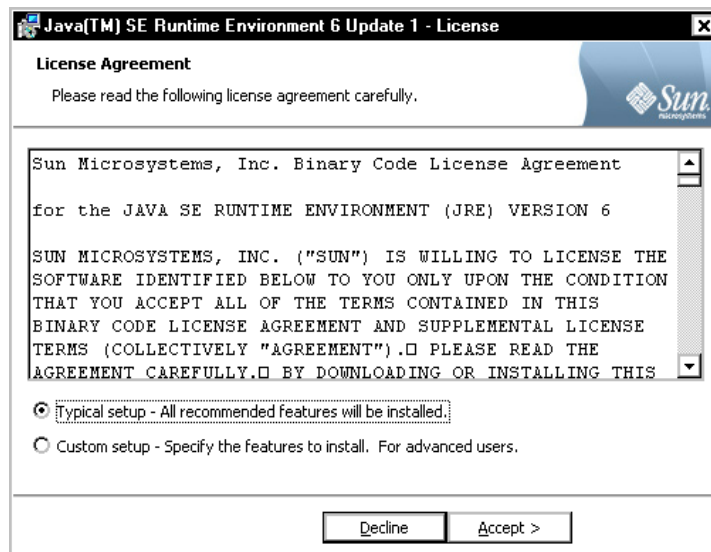 Java(TM) SE Runtime Environment 6 Update 1 - License
License Agreement
Please read the following license agreement carefully.
Sun
microsystems
Sun Microsystems, Inc. Binary Code License Agreement
for the JAVA SE RUNTIME ENVIRONMENT (JRE) VERSION 6
SUN MICROSYSTEMS, INC. ("SUN") IS WILLING TO LICENSE THE
SOFTWARE IDENTIFIED BELOW TO YOU ONLY UPON THE CONDITION
THAT YOU ACCEPT ALL OF THE TERMS CONTAINED IN THIS
BINARY CODE LICENSE AGREEMENT AND SUPPLEMENTAL LICENSE
TERMS (COLLECTIVELY "AGREEMENT").□ PLEASE READ THE
AGREEMENT CAREFULLY.□ BY DOWNLOADING OR INSTALLING THIS
Typical setup - All recommended features will be installed.
Custom setup - Specify the features to install. For advanced users.
Decline
Accept >